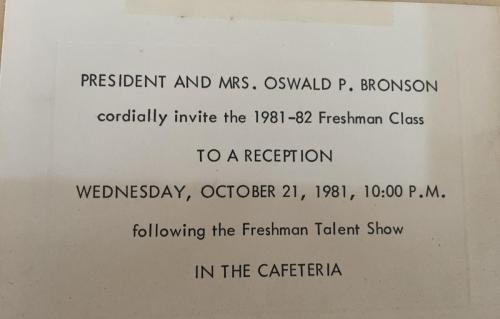 PRESIDENT AND MRS. OSWALD P. BRONSON
cordially invite the 1981-82 Freshman Class
TO A RECEPTION
WEDNESDAY, OCTOBER 21, 1981, 10:00 P.M.
following the Freshman Talent Show
IN THE CAFETERIA